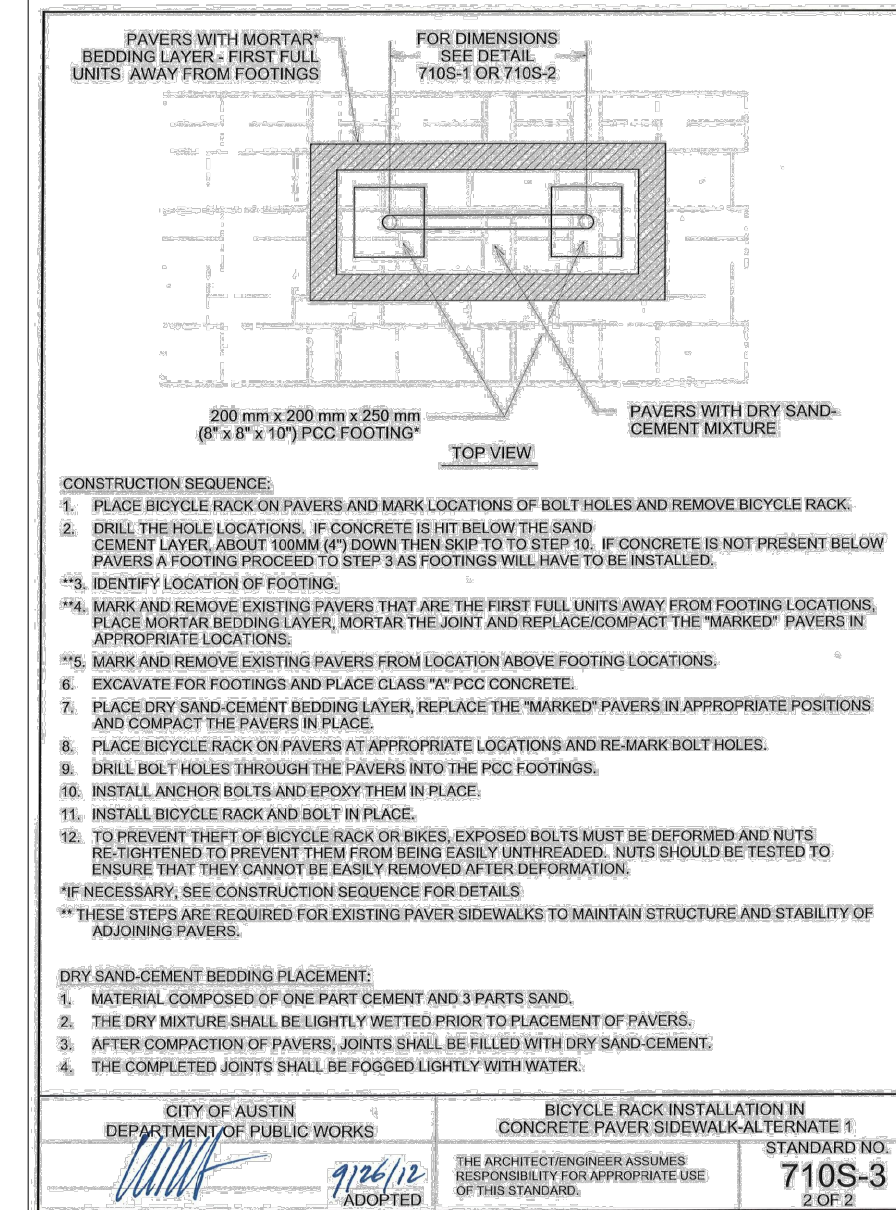 PAVERS WITH MORTAR*
BEDDING LAYER - FIRST FULL
UNITS AWAY FROM FOOTINGS
FOR DIMENSIONS
SEE DETAIL
710S-1 OR 710S-2
200 mm x 200 mm x 250 mm
(8" x 8" x 10") PCC FOOTING*
PAVERS WITH DRY SAND-
CEMENT MIXTURE
TOP VIEW
CONSTRUCTION SEQUENCE:
1. PLACE BICYCLE RACK ON PAVERS AND MARK LOCATIONS OF BOLT HOLES AND REMOVE BICYCLE RACK.
2. DRILL THE HOLE LOCATIONS. IF CONCRETE IS HIT BELOW THE SAND
CEMENT LAYER, ABOUT 100MM (4") DOWN THEN SKIP TO TO STEP 10. IF CONCRETE IS NOT PRESENT BELOW
PAVERS A FOOTING PROCEED TO STEP 3 AS FOOTINGS WILL HAVE TO BE INSTALLED.
**3. IDENTIFY LOCATION OF FOOTING.
**4. MARK AND REMOVE EXISTING PAVERS THAT ARE THE FIRST FULL UNITS AWAY FROM FOOTING LOCATIONS,
PLACE MORTAR BEDDING LAYER, MORTAR THE JOINT AND REPLACE/COMPACT THE "MARKED" PAVERS IN
APPROPRIATE LOCATIONS.
**5. MARK AND REMOVE EXISTING PAVERS FROM LOCATION ABOVE FOOTING LOCATIONS.
6. EXCAVATE FOR FOOTINGS AND PLACE CLASS "A" PCC CONCRETE.
7. PLACE DRY SAND-CEMENT BEDDING LAYER, REPLACE THE "MARKED" PAVERS IN APPROPRIATE POSITIONS
AND COMPACT THE PAVERS IN PLACE.
8. PLACE BICYCLE RACK ON PAVERS AT APPROPRIATE LOCATIONS AND RE-MARK BOLT HOLES.
9. DRILL BOLT HOLES THROUGH THE PAVERS INTO THE PCC FOOTINGS.
10. INSTALL ANCHOR BOLTS AND EPOXY THEM IN PLACE.
11. INSTALL BICYCLE RACK AND BOLT IN PLACE.
12. TO PREVENT THEFT OF BICYCLE RACK OR BIKES, EXPOSED BOLTS MUST BE DEFORMED AND NUTS
RE-TIGHTENED TO PREVENT THEM FROM BEING EASILY UNTHREADED. NUTS SHOULD BE TESTED TO
ENSURE THAT THEY CANNOT BE EASILY REMOVED AFTER DEFORMATION.
*IF NECESSARY, SEE CONSTRUCTION SEQUENCE FOR DETAILS
** THESE STEPS ARE REQUIRED FOR EXISTING PAVER SIDEWALKS TO MAINTAIN STRUCTURE AND STABILITY OF
ADJOINING PAVERS.
DRY SAND-CEMENT BEDDING PLACEMENT:
1. MATERIAL COMPOSED OF ONE PART CEMENT AND 3 PARTS SAND.
2. THE DRY MIXTURE SHALL BE LIGHTLY WETTED PRIOR TO PLACEMENT OF PAVERS.
3. AFTER COMPACTION OF PAVERS, JOINTS SHALL BE FILLED WITH DRY SAND-CEMENT.
4. THE COMPLETED JOINTS SHALL BE FOGGED LIGHTLY WITH WATER.
CITY OF AUSTIN
DEPARTMENT OF PUBLIC WORKS
9/26/12
ADOPTED
BICYCLE RACK INSTALLATION IN
CONCRETE PAVER SIDEWALK-ALTERNATE 1
THE ARCHITECT/ENGINEER ASSUMES
RESPONSIBILITY FOR APPROPRIATE USE
OF THIS STANDARD.
STANDARD NO.
710S-3
2 OF 2